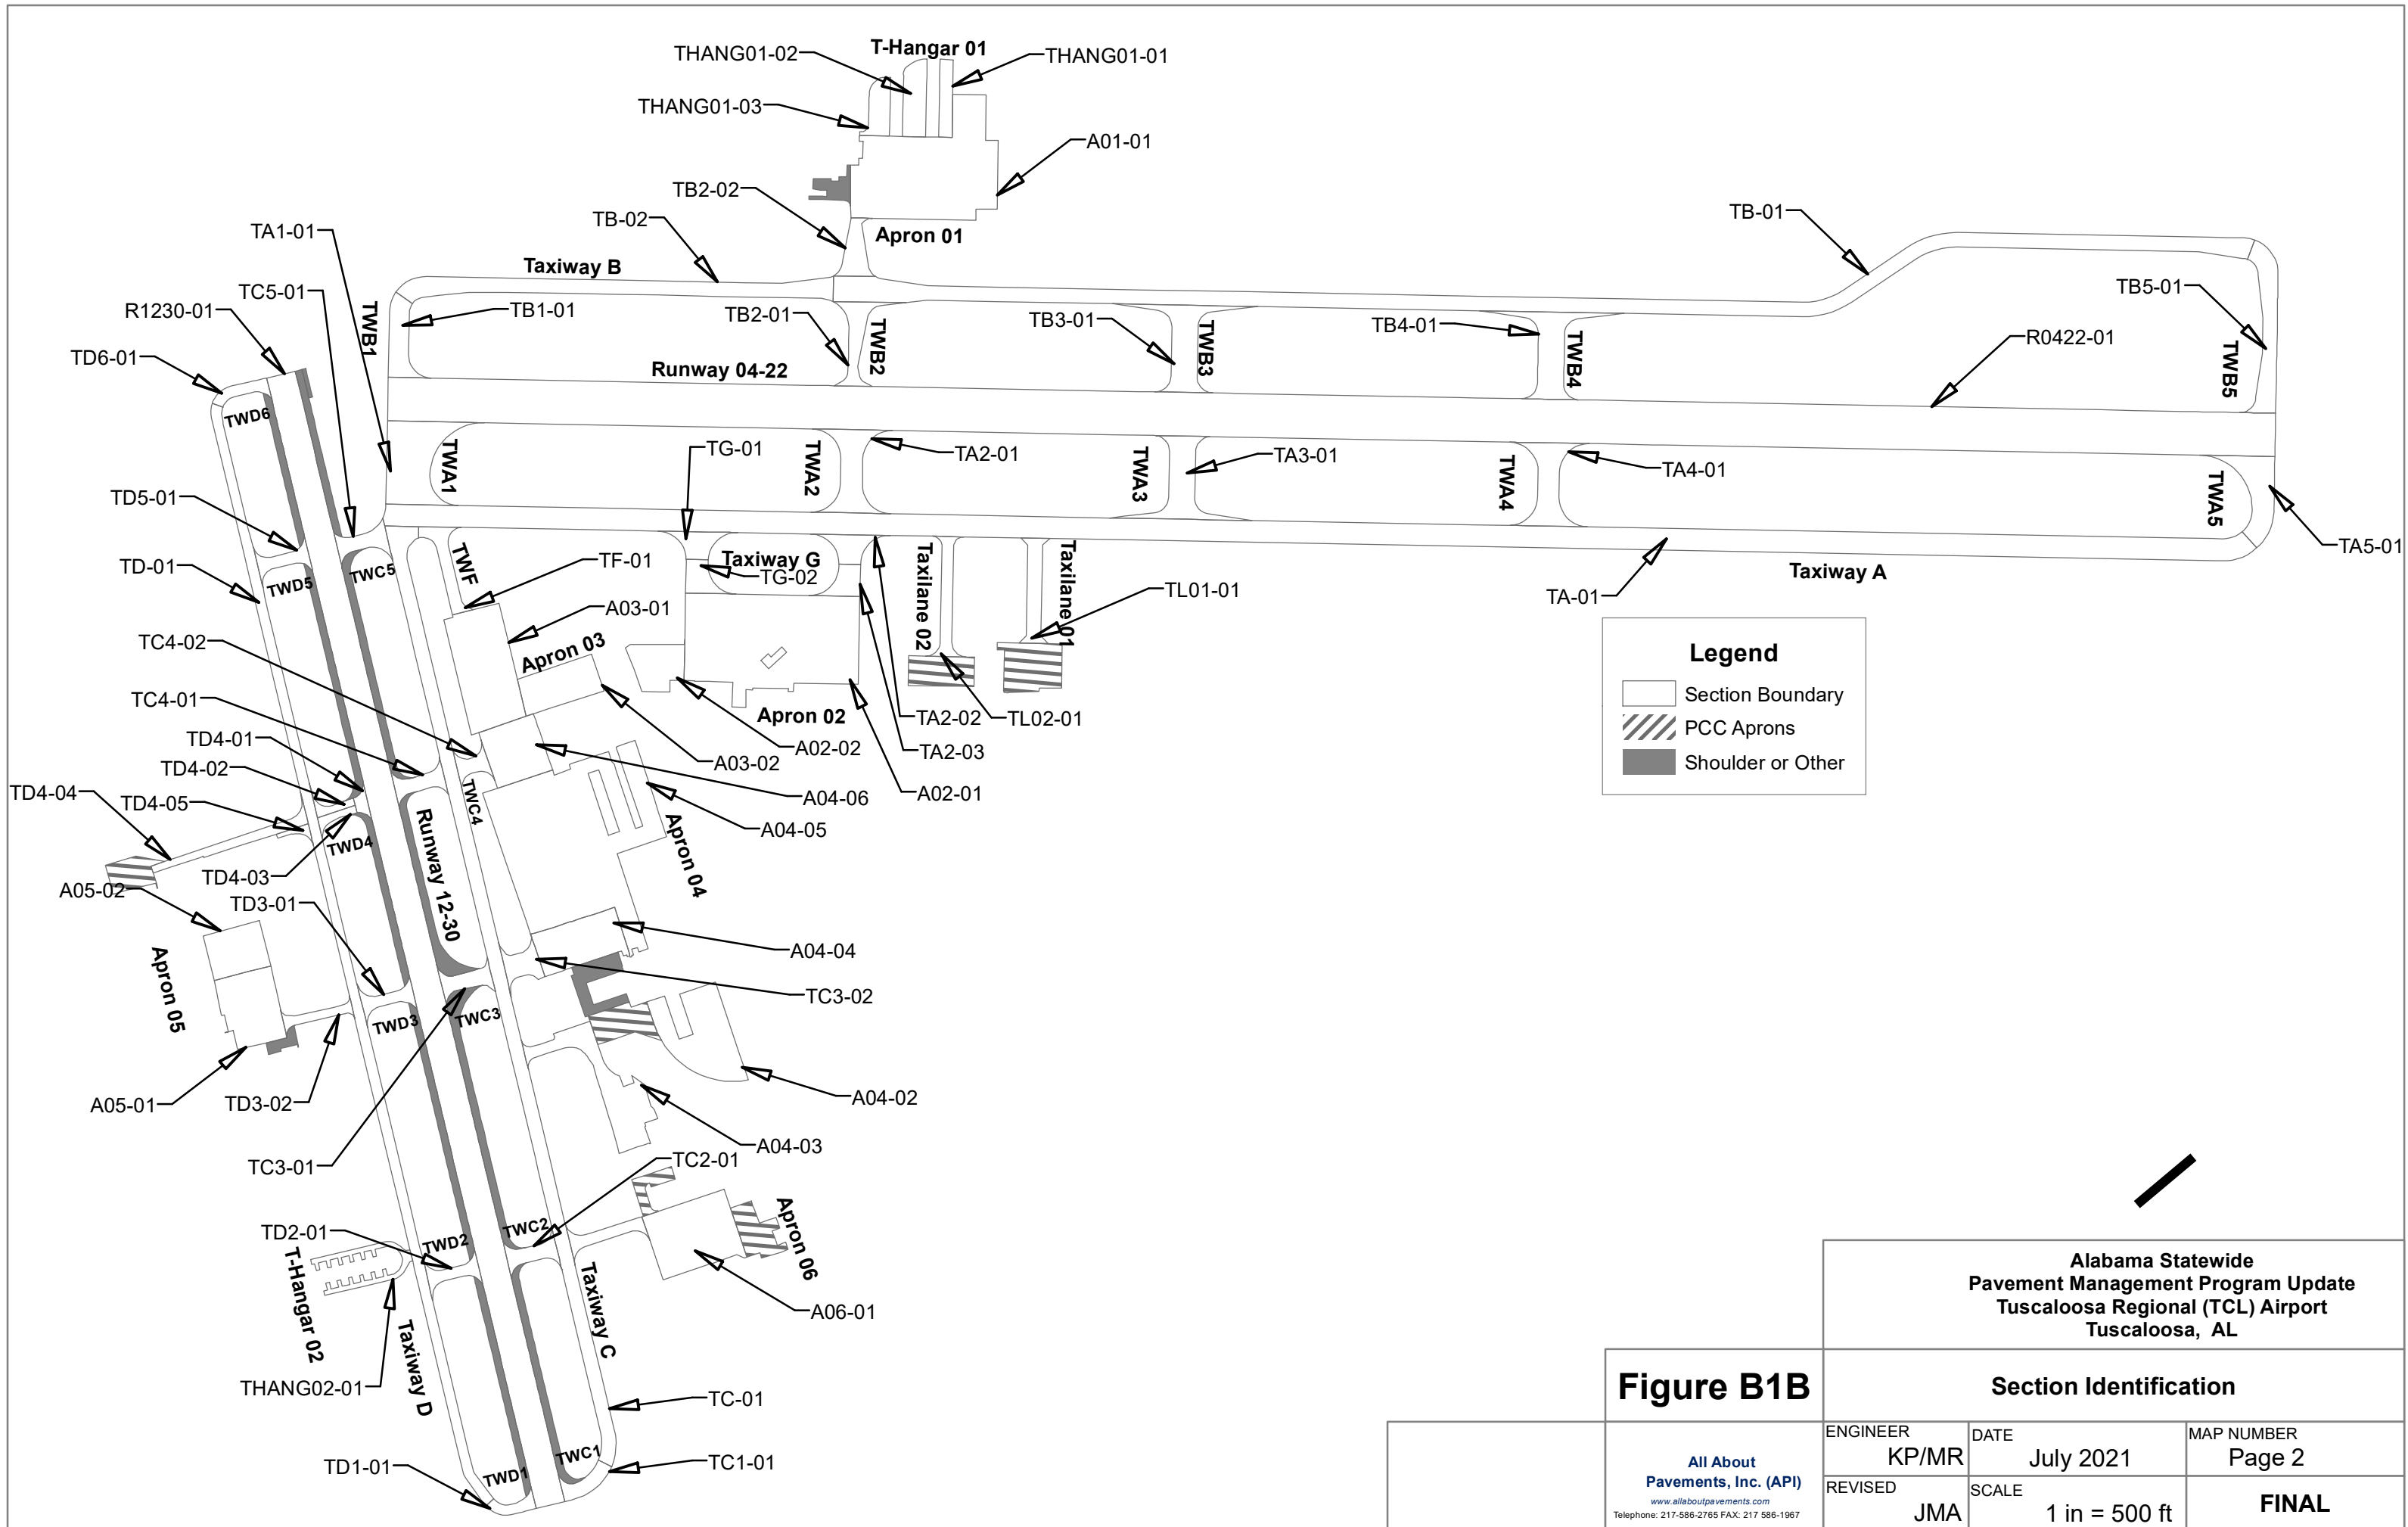 T-Hangar 01
THANG01-02
THANG01-01
THANG01-03
A01-01
TB2-02
TB-02
TB-01
TA1-01
Apron 01
Taxiway B
TC5-01
TB5-01
R1230-01
TWB1
TB1-01
TB2-01
TWB2
TB3-01
TWB3
TB4-01
TWB4
R0422-01
TWB5
TD6-01
Runway 04-22
TWD6
TWA1
TG-01
TWA2
TA2-01
TWA3
TA3-01
TWA4
TA4-01
TWA5
TD5-01
TA5-01
TD-01
TWD5
TWC5
TWF
TF-01
Taxiway G
TG-02
Taxilane 02
Taxilane 01
Taxiway A
TL01-01
TA-01
A03-01
TC4-02
Apron 03
TC4-01
Apron 02
TA2-02
TL02-01
TD4-01
A02-02
TA2-03
TD4-02
A03-02
TD4-04
TD4-05
TWC4
A04-06
A02-01
A04-05
Runway 12-30
TWD4
Apron 04
TD4-03
A05-02
TD3-01
A04-04
Apron 05
TC3-02
TWD3
TWC3
A05-01
TD3-02
A04-02
A04-03
TC3-01
TC2-01
TD2-01
TWD2
TWC2
Apron 06
T-Hangar 02
Taxiway C
A06-01
THANG02-01
Taxiway D
TC-01
TD1-01
TWD1
TWC1
TC1-01
Legend
Section Boundary
PCC Aprons
Shoulder or Other
Alabama Statewide
Pavement Management Program Update
Tuscaloosa Regional (TCL) Airport
Tuscaloosa, AL
Figure B1B
Section Identification
All About
Pavements, Inc. (API)
www.allaboutpavements.com
Telephone: 217-586-2765 FAX: 217 586-1967
ENGINEER
KP/MR
DATE
July 2021
MAP NUMBER
Page 2
REVISED
JMA
SCALE
1 in = 500 ft
FINAL